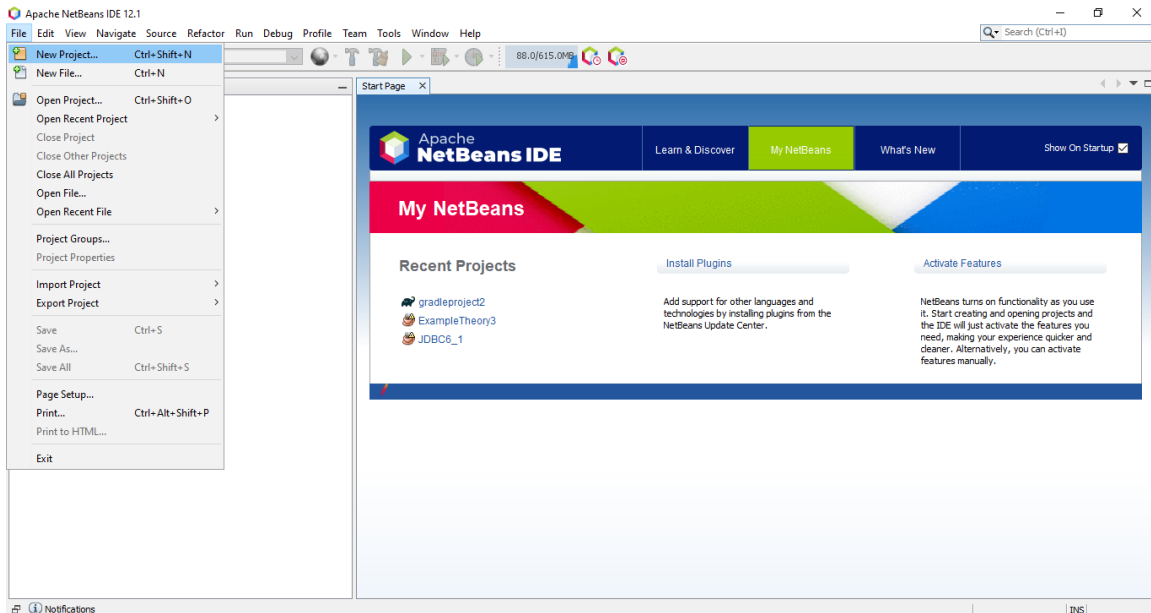 Apache NetBeans IDE 12.1
File Edit View Navigate Source Refactor Run Debug Profile Team Tools Window Help
Search (Ctrl+I)
New Project... Ctrl+Shift+N
New File... Ctrl+N
Open Project... Ctrl+Shift+O
Open Recent Project
Close Project
Close Other Projects
Close All Projects
Open File...
Open Recent File
Project Groups...
Project Properties
Import Project
Export Project
Save Ctrl+S
Save As...
Save All Ctrl+Shift+S
Page Setup...
Print... Ctrl+Alt+Shift+P
Print to HTML...
Exit
88.0/615.0MB
Start Page
Apache
NetBeans IDE
Learn & Discover
My NetBeans
What's New
Show On Startup
My NetBeans
Recent Projects
gradleproject2
ExampleTheory3
JDBC6_1
Install Plugins
Add support for other languages and
technologies by installing plugins from the
NetBeans Update Center.
Activate Features
NetBeans turns on functionality as you use
it. Start creating and opening projects and
the IDE will just activate the features you
need, making your experience quicker and
cleaner. Alternatively, you can activate
features manually.
Notifications
INS